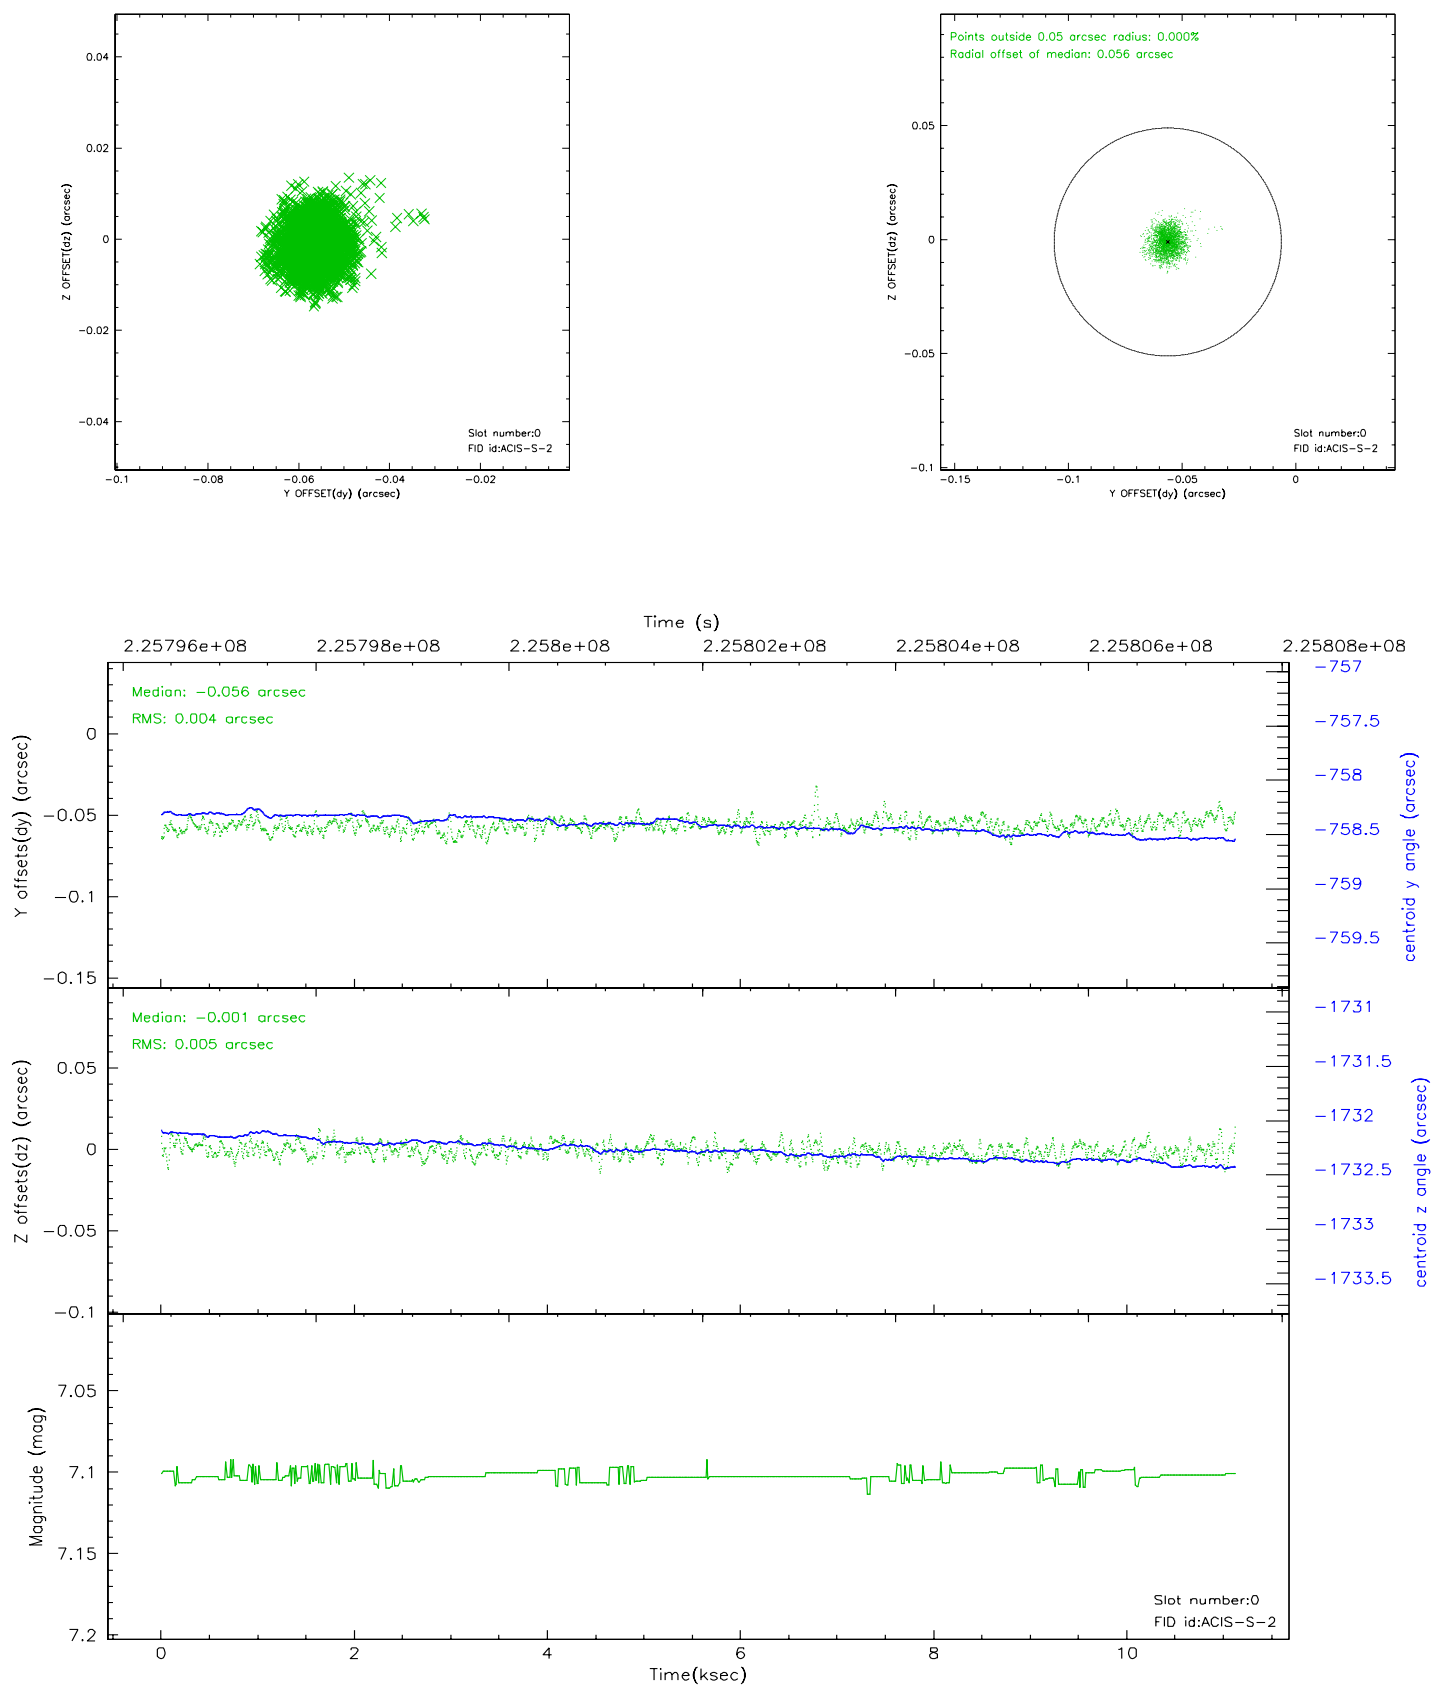 0.04
0.02
0
-0.02
-0.04
Z OFFSET(dz) (arcsec)
Slot number:0
FID id:ACIS-S-2
-0.1 -0.08 -0.06 -0.04 -0.02
Y OFFSET(dy) (arcsec)
Points outside 0.05 arcsec radius: 0.000%
Radial offset of median: 0.056 arcsec
0.05
0
-0.05
-0.1
Z OFFSET(dz) (arcsec)
Slot number:0
FID id:ACIS-S-2
-0.15 -0.1 -0.05 0
Y OFFSET(dy) (arcsec)
Time (s)
2.25796e+08 2.25798e+08 2.258e+08 2.25802e+08 2.25804e+08 2.25806e+08 2.25808e+08
Median: -0.056 arcsec
RMS: 0.004 arcsec
0
-0.05
-0.1
-0.15
Y offsets(dy) (arcsec)
-757
-757.5
-758
-758.5
-759
-759.5
centroid y angle (arcsec)
Median: -0.001 arcsec
RMS: 0.005 arcsec
0.05
0
-0.05
-0.1
Z offsets(dz) (arcsec)
-1731
-1731.5
-1732
-1732.5
-1733
-1733.5
centroid z angle (arcsec)
7.05
7.1
7.15
7.2
Magnitude (mag)
Slot number:0
FID id:ACIS-S-2
0 2 4 6 8 10
Time(ksec)